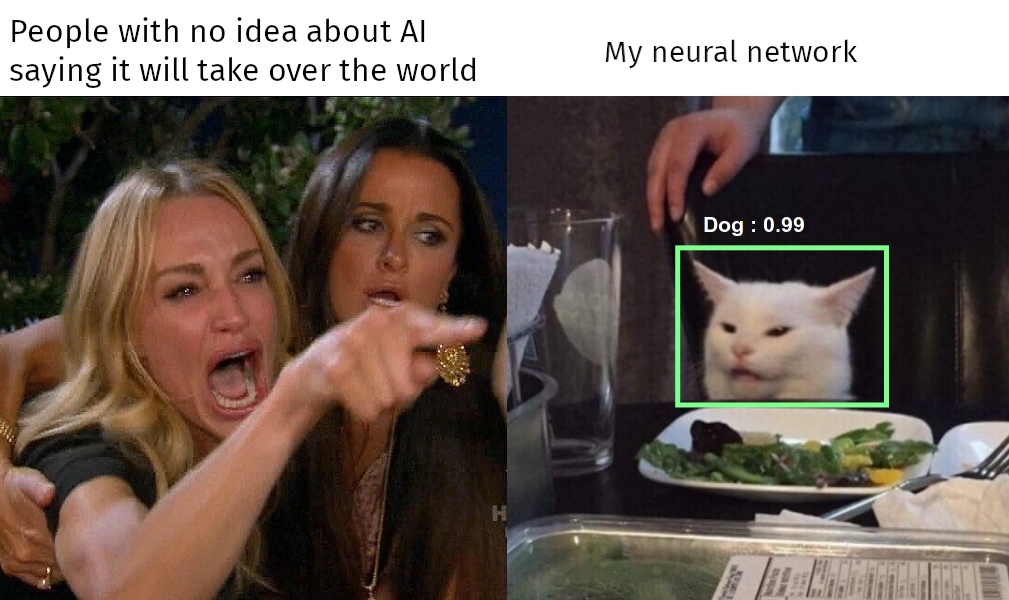 People with no idea about AI
saying it will take over the world
My neural network
Dog : 0.99
H